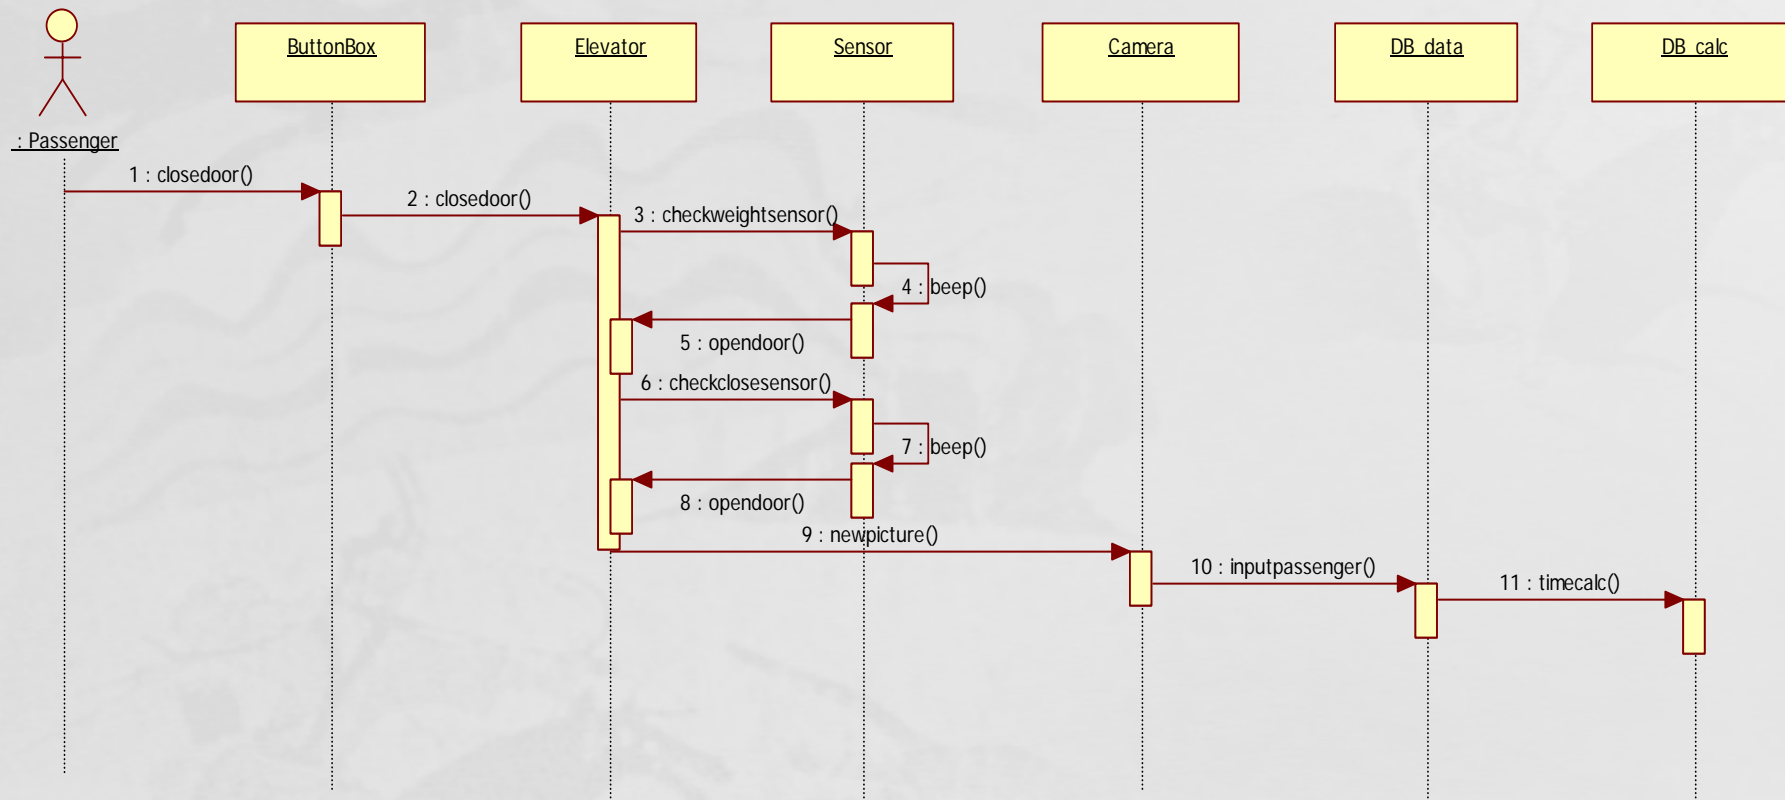 ButtonBox
Elevator
Sensor
Camera
DB_data
DB_calc
: Passenger
1 : closedoor()
2 : closedoor()
3 : checkweightsensor()
4 : beep()
5 : opendoor()
6 : checkclosesensor()
7 : beep()
8 : opendoor()
9 : newpicture()
10 : inputpassenger()
11 : timecalc()